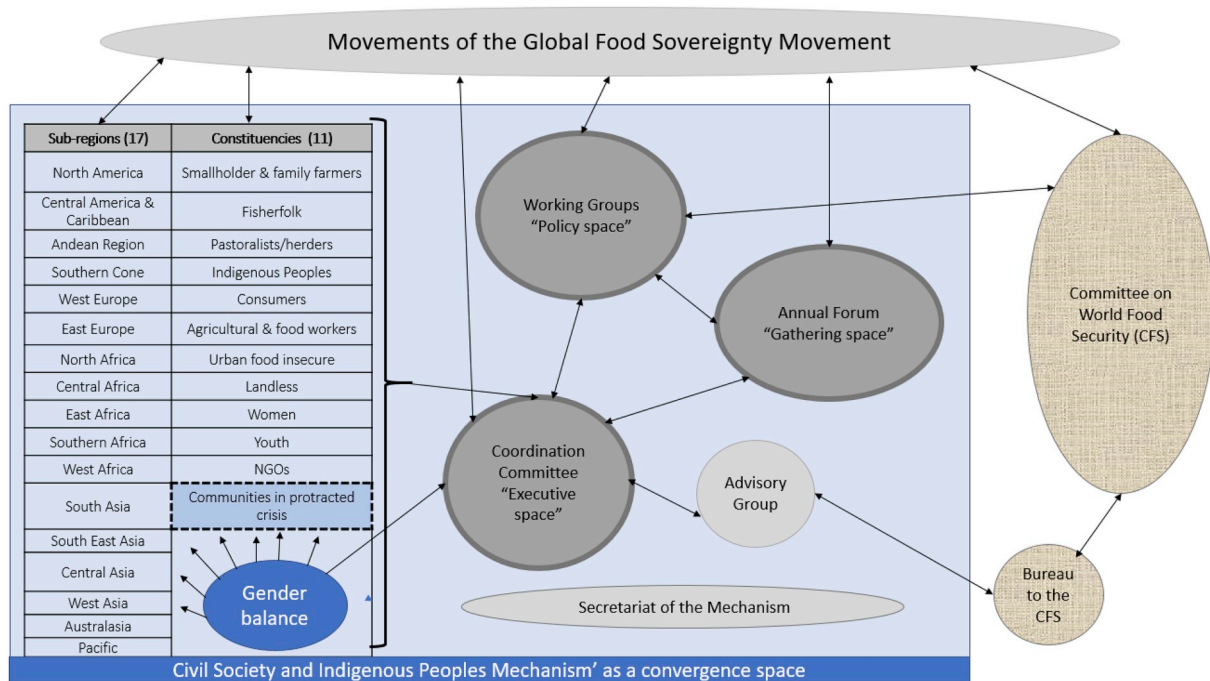 Movements of the Global Food Sovereignty Movement
Sub-regions (17)
Constituencies (11)
North America
Smallholder & family farmers
Central America &
Caribbean
Fisherfolk
Andean Region
Pastoralists/herders
Southern Cone
Indigenous Peoples
West Europe
Consumers
East Europe
Agricultural & food workers
North Africa
Urban food insecure
Central Africa
Landless
East Africa
Women
Southern Africa
Youth
West Africa
NGOs
South Asia
Communities in protracted
crisis
South East Asia
Central Asia
West Asia
Australasia
Pacific
Gender
balance
Working Groups
“Policy space”
Annual Forum
“Gathering space”
Coordination
Committee
“Executive
space”
Advisory
Group
Secretariat of the Mechanism
Committee on
World Food
Security (CFS)
Bureau
to the
CFS
Civil Society and Indigenous Peoples Mechanism’ as a convergence space